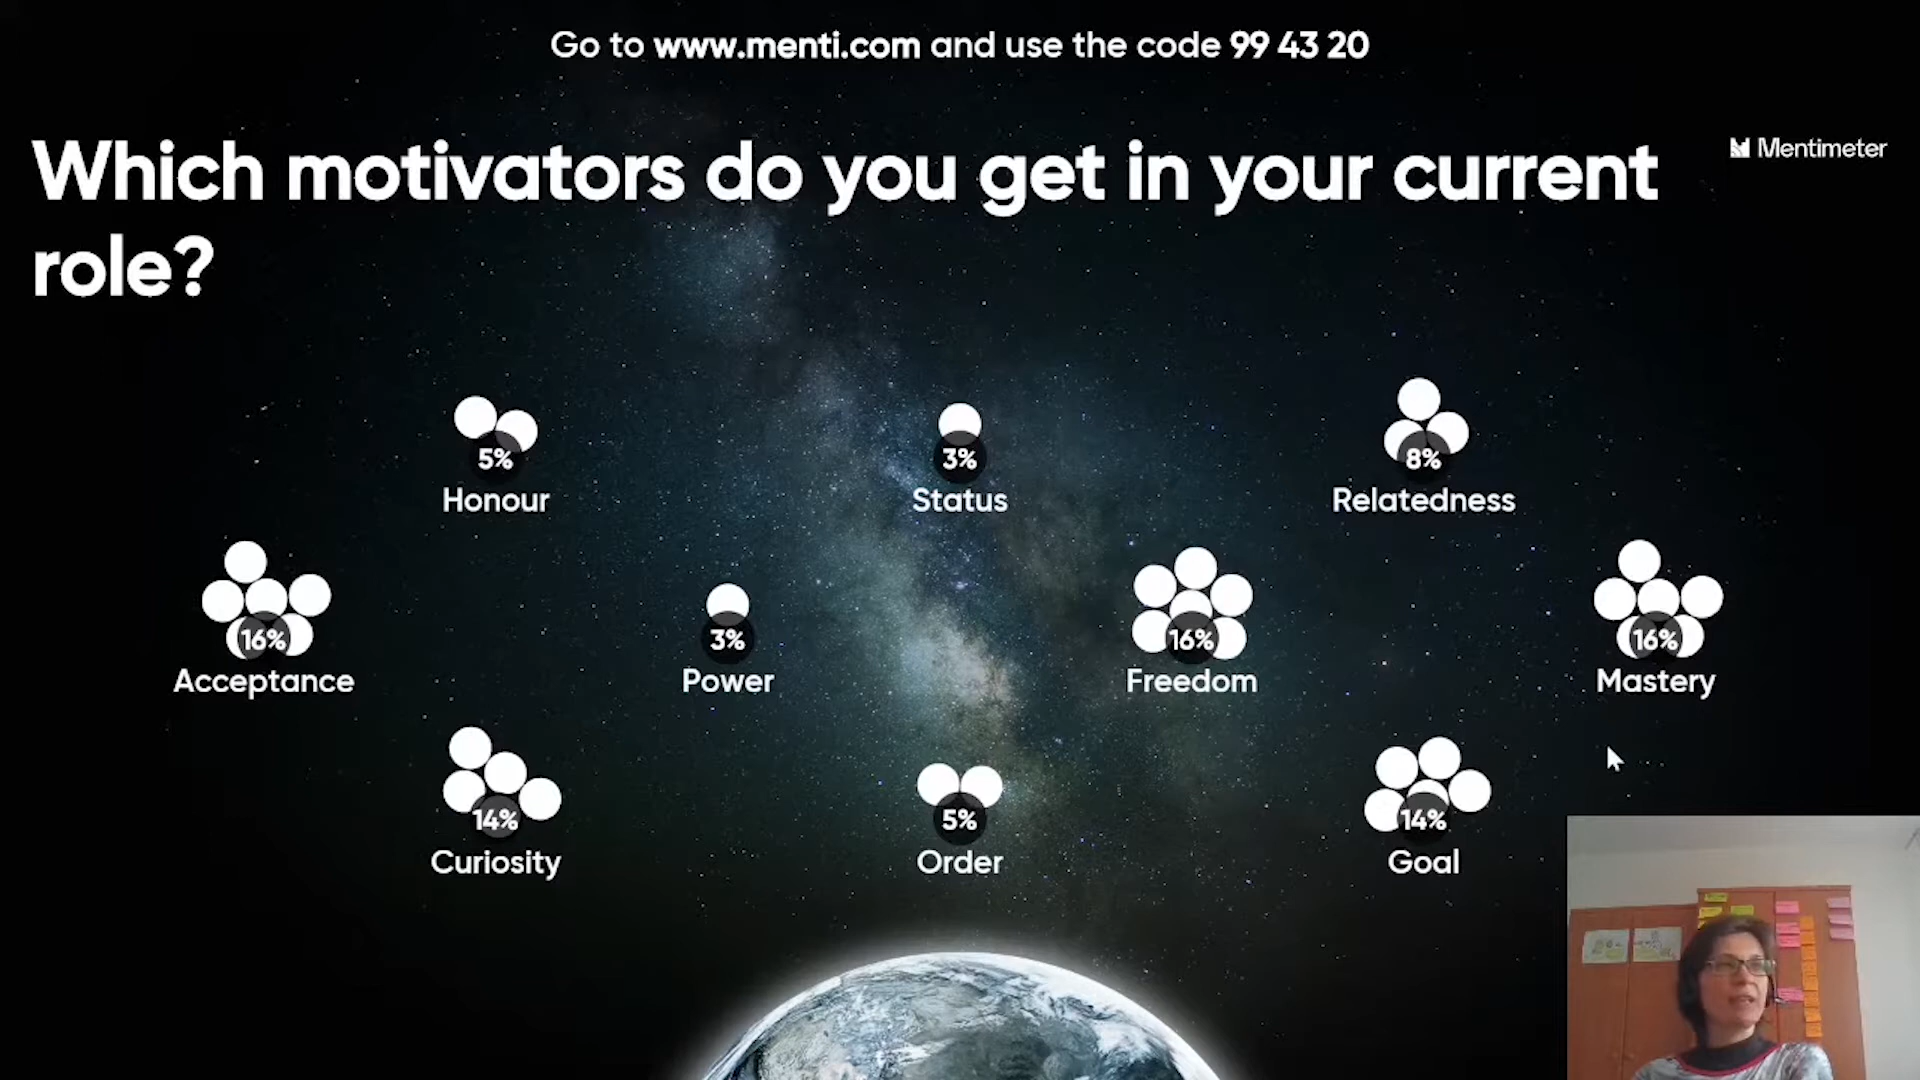 Go to www.menti.com and use the code 99 43 20
Which motivators do you get in your current
role?
Mentimeter
5%
Honour
3%
Status
8%
Relatedness
16%
Acceptance
3%
Power
16%
Freedom
16%
Mastery
14%
Curiosity
5%
Order
14%
Goal